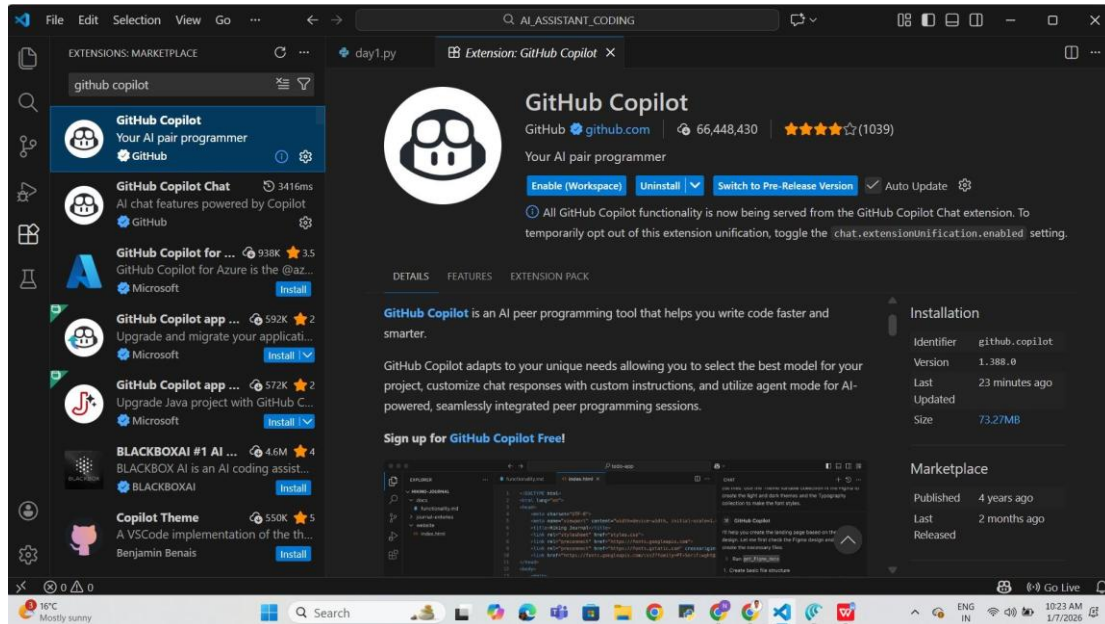 File Edit Selection View Go ··· AI_ASSISTANT_CODING
EXTENSIONS: MARKETPLACE
github copilot
GitHub Copilot
Your AI pair programmer
GitHub
GitHub Copilot Chat 3416ms
AI chat features powered by Copilot
GitHub
GitHub Copilot for ... 938K 3.5
GitHub Copilot for Azure is the @az...
Microsoft Install
GitHub Copilot app ... 592K 2
Upgrade and migrate your applicati...
Microsoft Install
GitHub Copilot app ... 572K 2
Upgrade Java project with GitHub C...
Microsoft Install
BLACKBOXAI #1 AI ... 4.6M 4
BLACKBOX AI is an AI coding assist...
BLACKBOXAI Install
Copilot Theme 550K 5
A VSCode implementation of the th...
Benjamin Benais Install
day1.py Extension: GitHub Copilot
GitHub Copilot
GitHub github.com 66,448,430 (1039)
Your AI pair programmer
Enable (Workspace) Uninstall Switch to Pre-Release Version Auto Update
All GitHub Copilot functionality is now being served from the GitHub Copilot Chat extension. To
temporarily opt out of this extension unification, toggle the chat.extensionUnification.enabled setting.
DETAILS FEATURES EXTENSION PACK
GitHub Copilot is an AI peer programming tool that helps you write code faster and
smarter.
GitHub Copilot adapts to your unique needs allowing you to select the best model for your
project, customize chat responses with custom instructions, and utilize agent mode for AI-
powered, seamlessly integrated peer programming sessions.
Sign up for GitHub Copilot Free!
Installation
Identifier github.copilot
Version 1.388.0
Last 23 minutes ago
Updated
Size 73.27MB
Marketplace
Published 4 years ago
Last 2 months ago
Released
0 0 Go Live
16°C
Mostly sunny
Search
ENG
IN
10:23 AM
1/7/2026